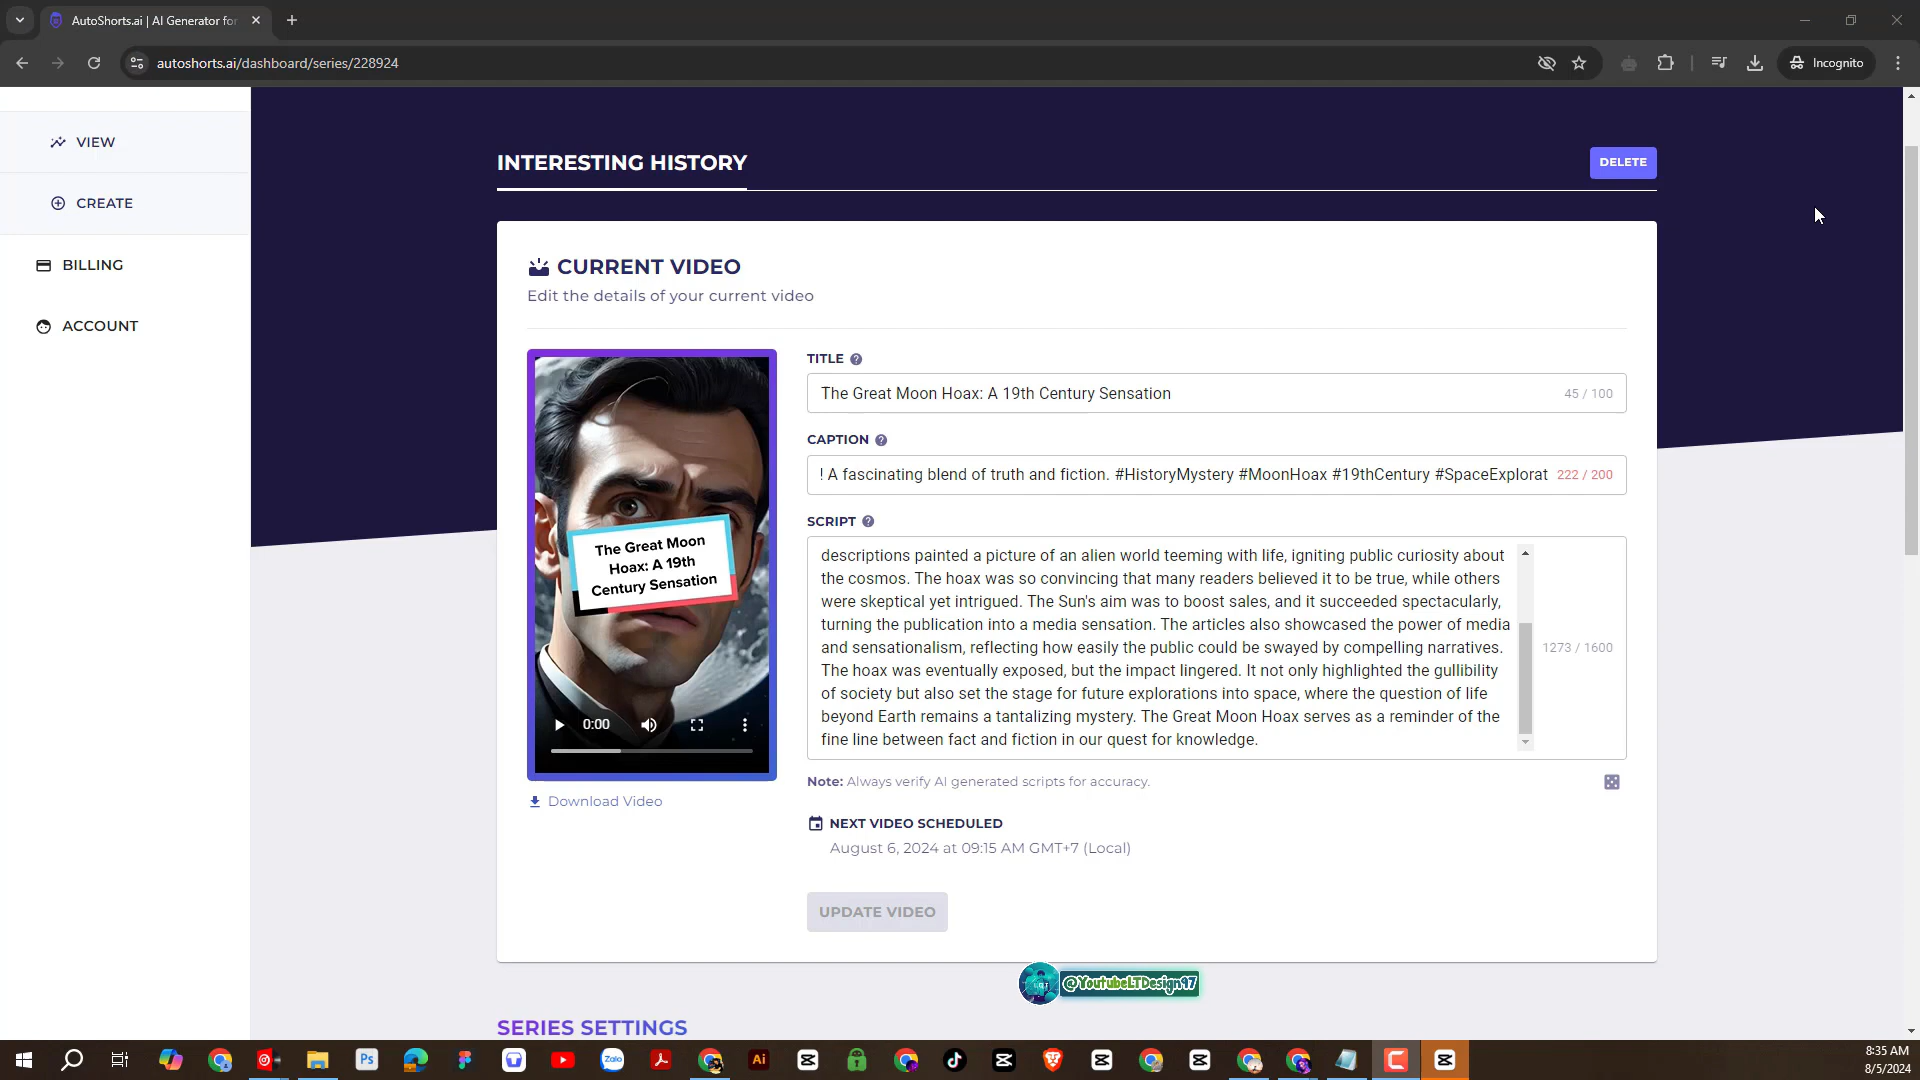 AutoShorts.ai | AI Generator for
autoshorts.ai/dashboard/series/228924
Incognito
VIEW
CREATE
BILLING
ACCOUNT
INTERESTING HISTORY
DELETE
CURRENT VIDEO
Edit the details of your current video
The Great Moon
Hoax: A 19th
Century Sensation
0:00
Download Video
TITLE
The Great Moon Hoax: A 19th Century Sensation
45 / 100
CAPTION
! A fascinating blend of truth and fiction. #HistoryMystery #MoonHoax #19thCentury #SpaceExplorat
222 / 200
SCRIPT
descriptions painted a picture of an alien world teeming with life, igniting public curiosity about
the cosmos. The hoax was so convincing that many readers believed it to be true, while others
were skeptical yet intrigued. The Sun's aim was to boost sales, and it succeeded spectacularly,
turning the publication into a media sensation. The articles also showcased the power of media
and sensationalism, reflecting how easily the public could be swayed by compelling narratives.
The hoax was eventually exposed, but the impact lingered. It not only highlighted the gullibility
of society but also set the stage for future explorations into space, where the question of life
beyond Earth remains a tantalizing mystery. The Great Moon Hoax serves as a reminder of the
fine line between fact and fiction in our quest for knowledge.
1273 / 1600
Note: Always verify AI generated scripts for accuracy.
NEXT VIDEO SCHEDULED
August 6, 2024 at 09:15 AM GMT+7 (Local)
UPDATE VIDEO
@YoutubeLTDesign97
SERIES SETTINGS
Ps
Zalo
Ai
8:35 AM
8/5/2024